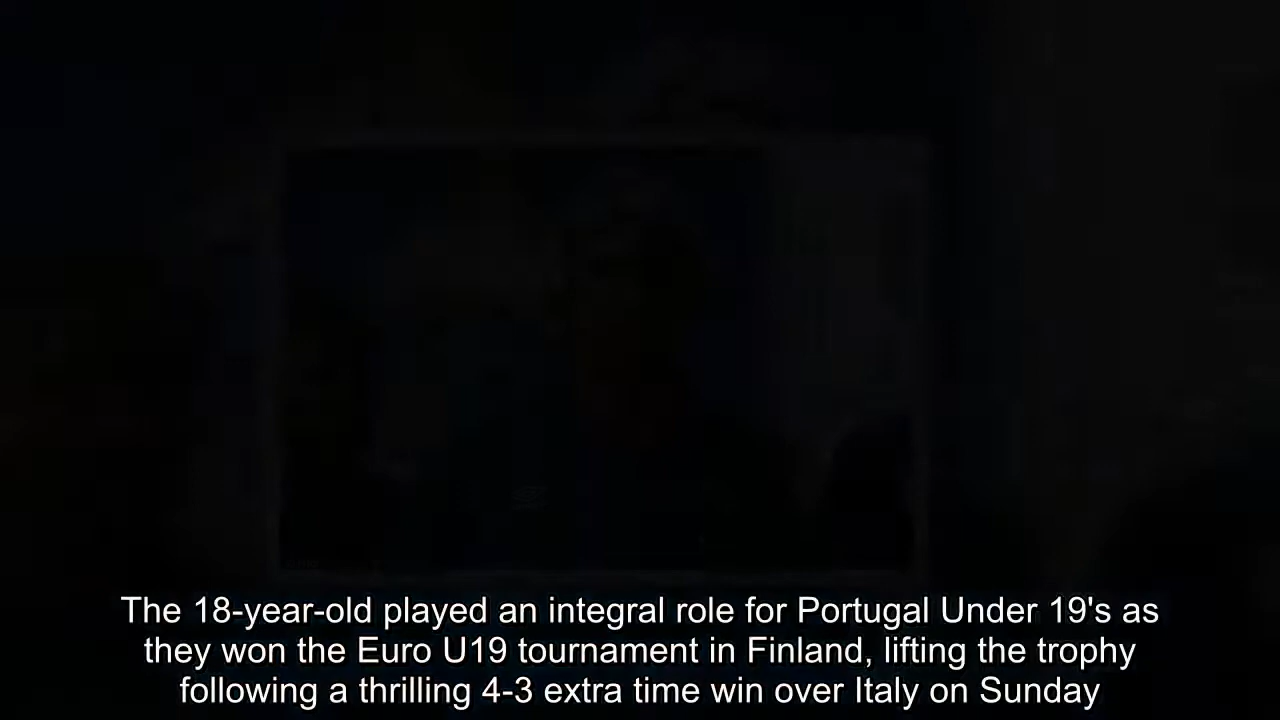 The 18-year-old played an integral role for Portugal Under 19's as
they won the Euro U19 tournament in Finland, lifting the trophy
following a thrilling 4-3 extra time win over Italy on Sunday